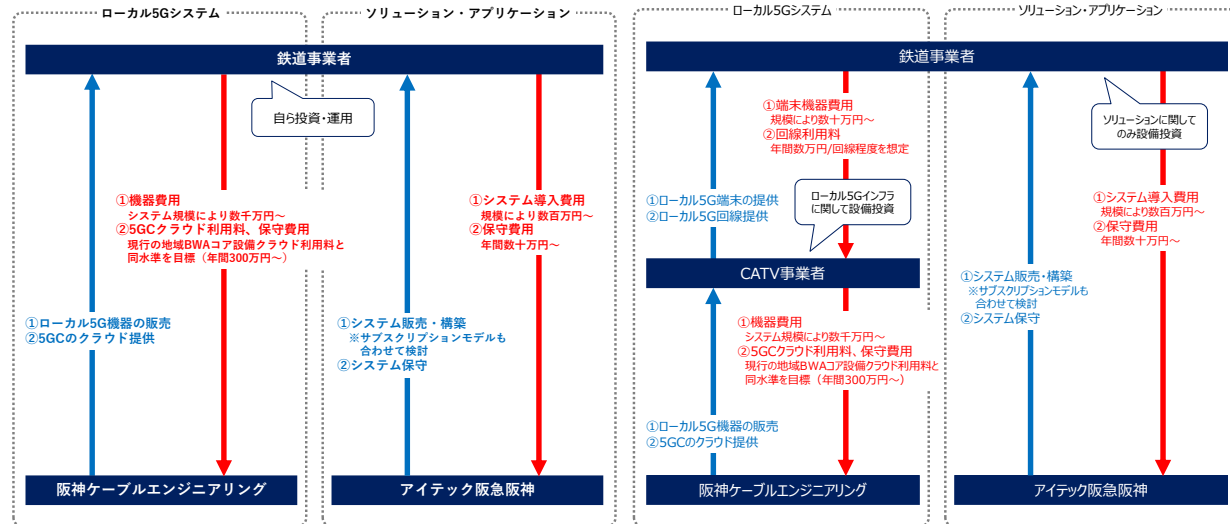 ローカル5Gシステム
ソリューション・アプリケーション
鉄道事業者
自ら投資・運用
①機器費用
システム規模により数千万円～
②5GCクラウド利用料、保守費用
現行の地域BWAコア設備クラウド利用料と
同水準を目標（年間300万円～）
①システム導入費用
規模により数百万円～
②保守費用
年間数十万円～
①ローカル5G機器の販売
②5GCのクラウド提供
①システム販売・構築
※サブスクリプションモデルも
合わせて検討
②システム保守
阪神ケーブルエンジニアリング
アイテック阪急阪神
ローカル5Gシステム
ソリューション・アプリケーション
鉄道事業者
①端末機器費用
規模により数十万円～
②回線利用料
年間数万円/回線程度を想定
ソリューションに関して
のみ設備投資
①ローカル5G端末の提供
②ローカル5G回線提供
ローカル5Gインフラ
に関して設備投資
①システム導入費用
規模により数百万円～
②保守費用
年間数十万円～
CATV事業者
①システム販売・構築
※サブスクリプションモデルも
合わせて検討
②システム保守
①機器費用
システム規模により数千万円～
②5GCクラウド利用料、保守費用
現行の地域BWAコア設備クラウド利用料と
同水準を目標（年間300万円～）
①ローカル5G機器の販売
②5GCのクラウド提供
阪神ケーブルエンジニアリング
アイテック阪急阪神